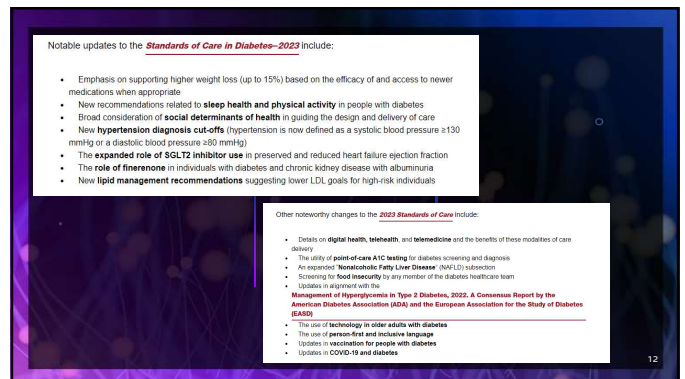 Notable updates to the Standards of Care in Diabetes—2023 include:
• Emphasis on supporting higher weight loss (up to 15%) based on the efficacy of and access to newer
medications when appropriate
• New recommendations related to sleep health and physical activity in people with diabetes
• Broad consideration of social determinants of health in guiding the design and delivery of care
• New hypertension diagnosis cut-offs (hypertension is now defined as a systolic blood pressure ≥130
mmHg or a diastolic blood pressure ≥80 mmHg)
• The expanded role of SGLT2 inhibitor use in preserved and reduced heart failure ejection fraction
• The role of finerenone in individuals with diabetes and chronic kidney disease with albuminuria
• New lipid management recommendations suggesting lower LDL goals for high-risk individuals
Other noteworthy changes to the 2023 Standards of Care include:
• Details on digital health, telehealth, and telemedicine and the benefits of these modalities of care
delivery
• The utility of point-of-care A1C testing for diabetes screening and diagnosis
• An expanded "Nonalcoholic Fatty Liver Disease" (NAFLD) subsection
• Screening for food insecurity by any member of the diabetes healthcare team
• Updates in alignment with the
Management of Hyperglycemia in Type 2 Diabetes, 2022. A Consensus Report by the
American Diabetes Association (ADA) and the European Association for the Study of Diabetes
(EASD)
• The use of technology in older adults with diabetes
• The use of person-first and inclusive language
• Updates in vaccination for people with diabetes
• Updates in COVID-19 and diabetes
12